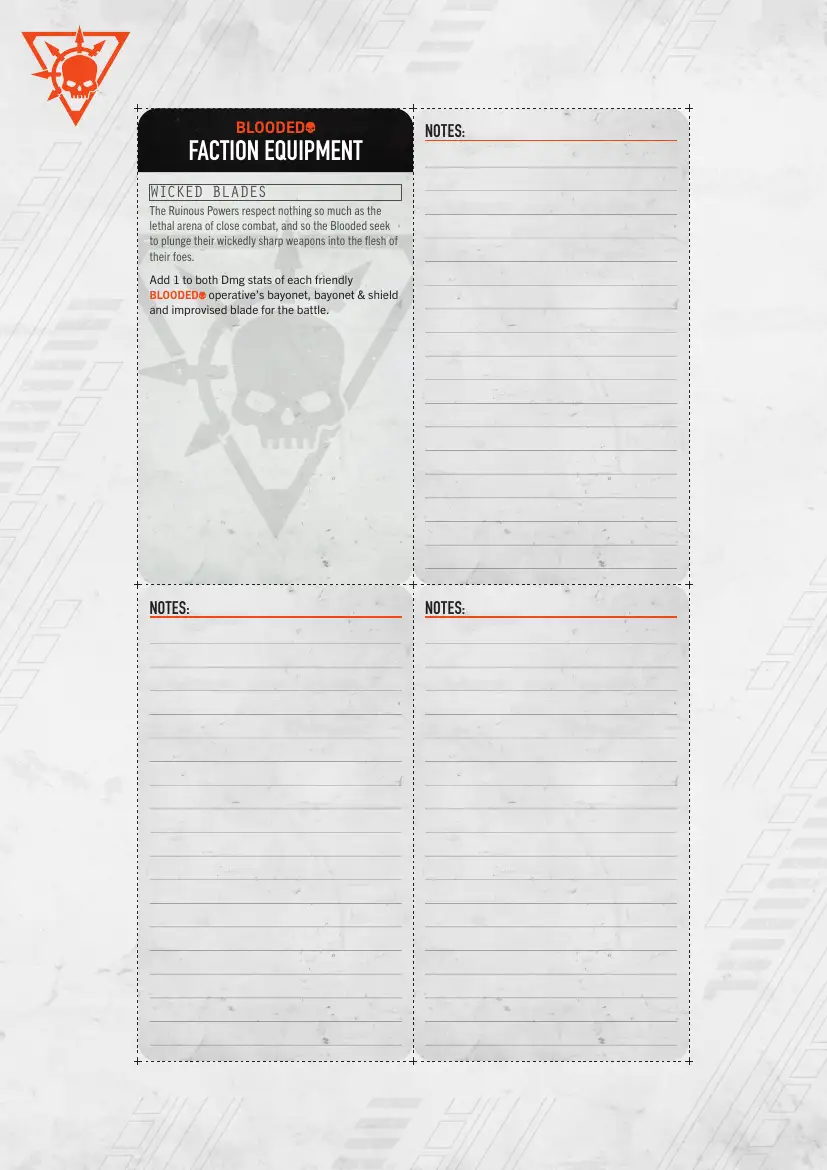 BLOODED
FACTION EQUIPMENT
WICKED BLADES
The Ruinous Powers respect nothing so much as the
lethal arena of close combat, and so the Blooded seek
to plunge their wickedly sharp weapons into the flesh of
their foes.
Add 1 to both Dmg stats of each friendly
BLOODED operative’s bayonet, bayonet & shield
and improvised blade for the battle.
NOTES:
NOTES:
NOTES: